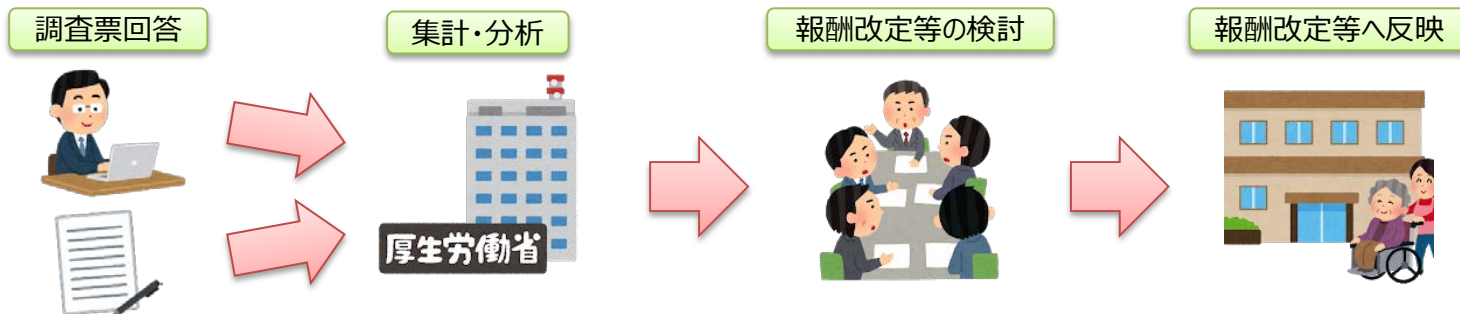 調査票回答
集計・分析
報酬改定等の検討
報酬改定等へ反映
厚生労働省